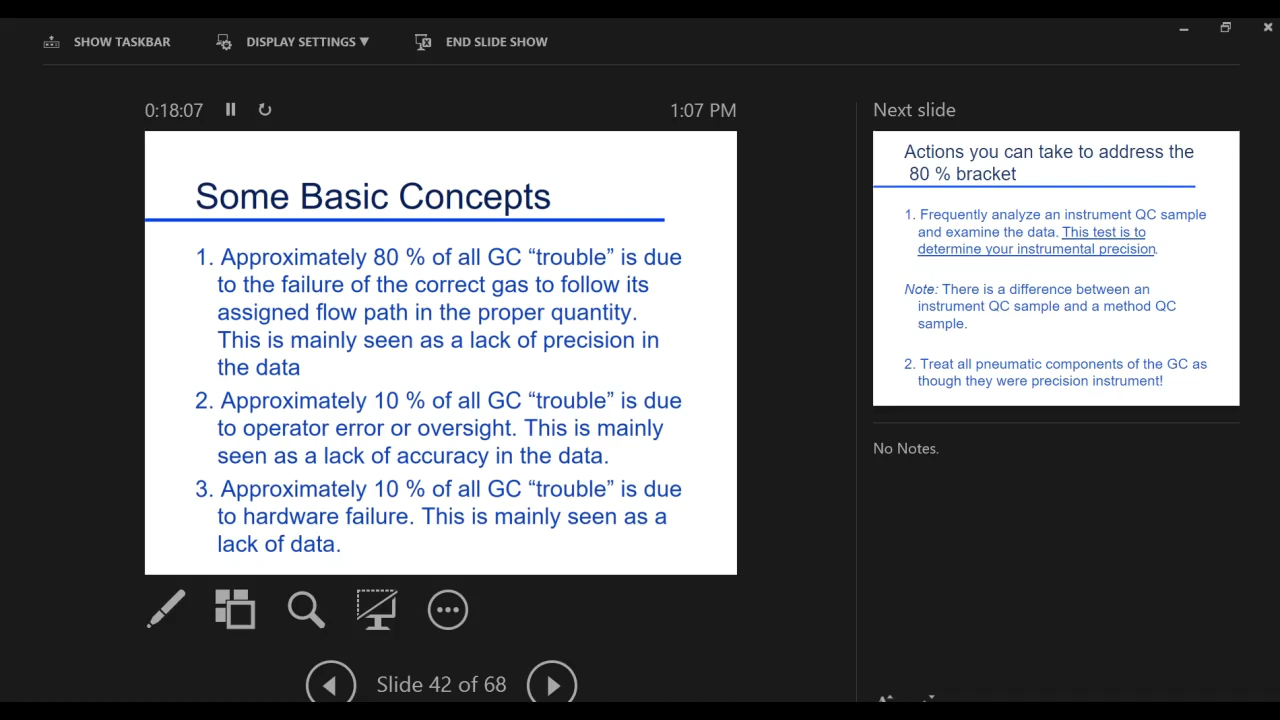 SHOW TASKBAR
DISPLAY SETTINGS ▼
END SLIDE SHOW
0:18:07
1:07 PM
Some Basic Concepts
1. Approximately 80 % of all GC “trouble” is due
to the failure of the correct gas to follow its
assigned flow path in the proper quantity.
This is mainly seen as a lack of precision in
the data
2. Approximately 10 % of all GC “trouble” is due
to operator error or oversight. This is mainly
seen as a lack of accuracy in the data.
3. Approximately 10 % of all GC “trouble” is due
to hardware failure. This is mainly seen as a
lack of data.
Slide 42 of 68
Next slide
Actions you can take to address the
80 % bracket
1. Frequently analyze an instrument QC sample
and examine the data. This test is to
determine your instrumental precision.
Note: There is a difference between an
instrument QC sample and a method QC
sample.
2. Treat all pneumatic components of the GC as
though they were precision instrument!
No Notes.